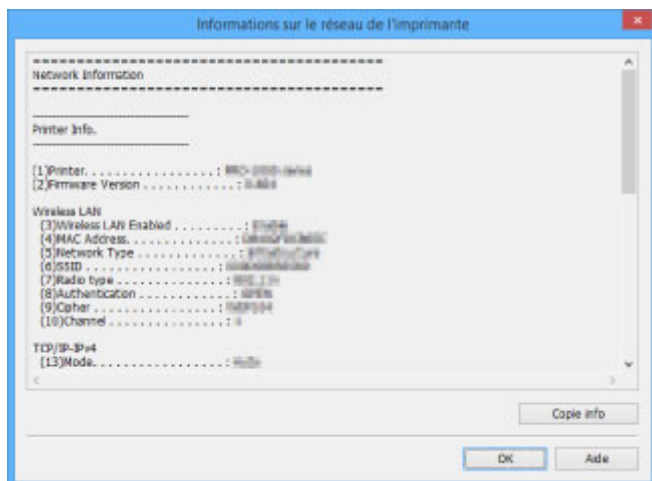 Informations sur le réseau de l'imprimante
=========================================
Network Information
=========================================
-----------------------------
Printer Info.
-----------------------------
(1)Printer. . . . . . . . . . . . . . . . . :
(2)Firmware Version . . . . . . . . . . . . :
Wireless LAN
(3)Wireless LAN Enabled . . . . . . . . . :
(4)MAC Address. . . . . . . . . . . . . . :
(5)Network Type . . . . . . . . . . . . . :
(6)SSID . . . . . . . . . . . . . . . . . :
(7)Radio type . . . . . . . . . . . . . . :
(8)Authentication . . . . . . . . . . . . :
(9)Cipher . . . . . . . . . . . . . . . . :
(10)Channel . . . . . . . . . . . . . . . :
TCP/IP-IPv4
(13)Mode. . . . . . . . . . . . . . . . . :
Copie info
OK
Aide